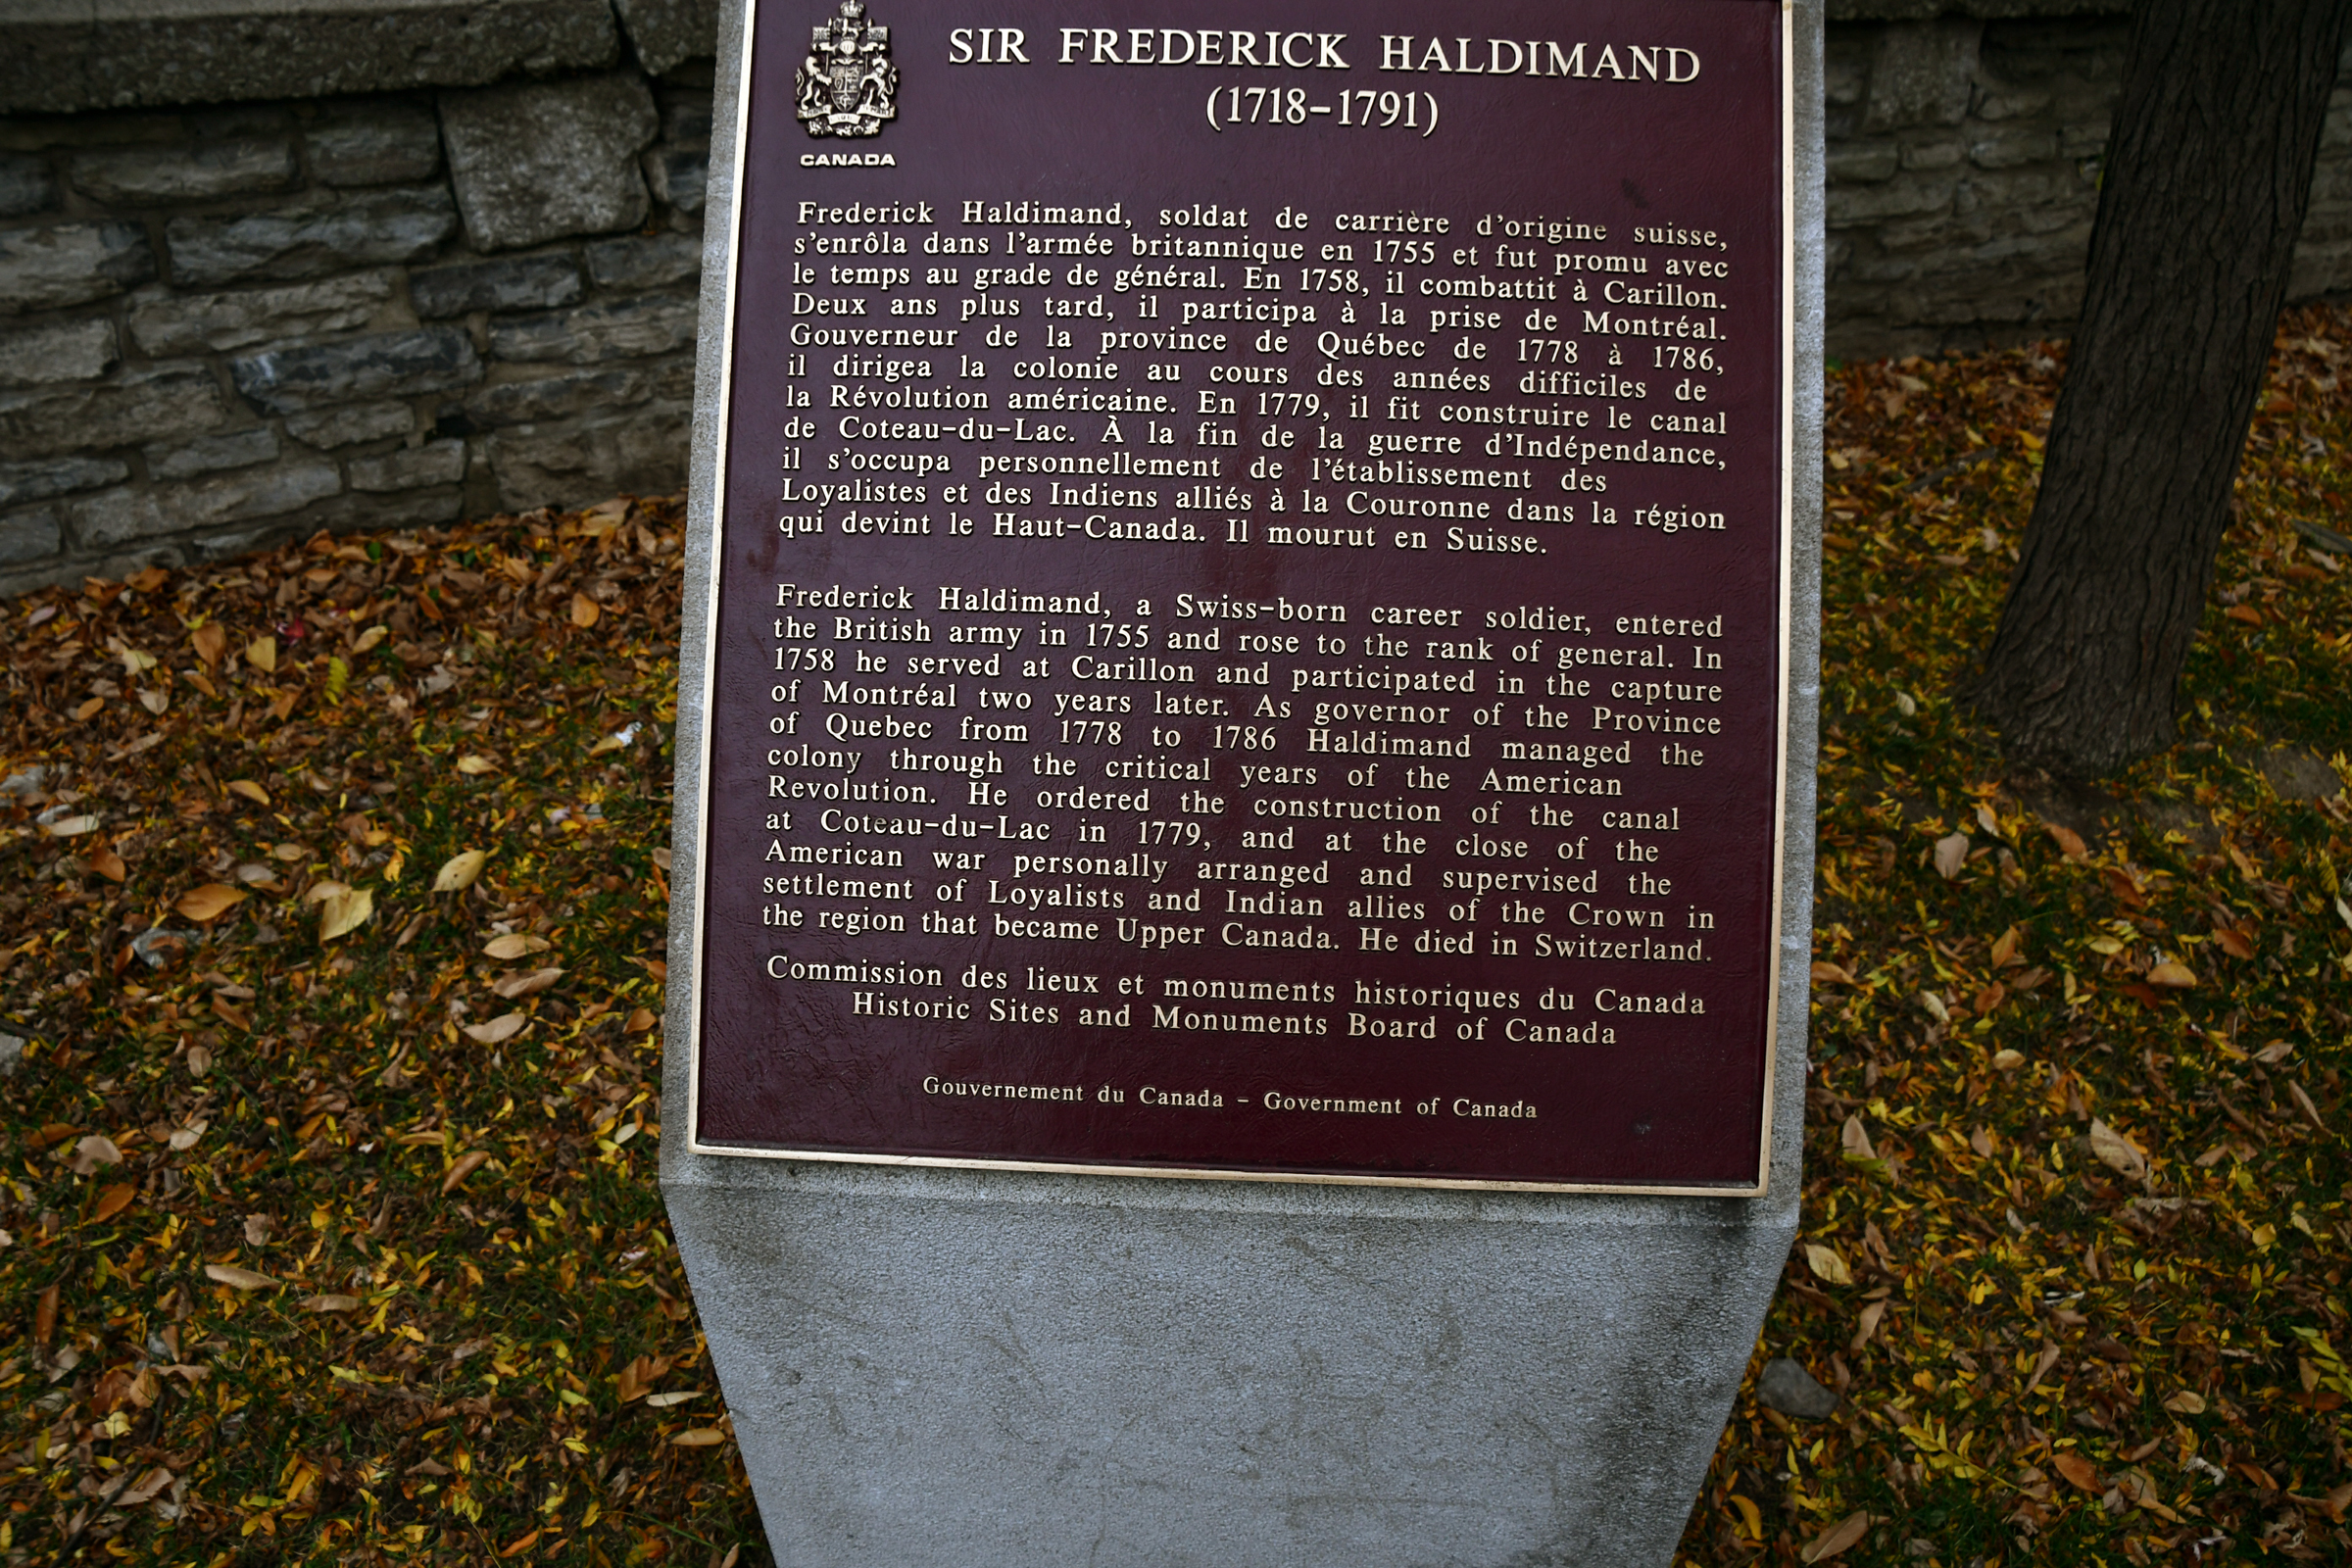 SIR FREDERICK HALDIMAND
(1718-1791)
CANADA
Frederick Haldimand, soldat de carrière d'origine suisse,
s'enrôla dans l'armée britannique en 1755 et fut promu avec
le temps au grade de général. En 1758, il combattit à Carillon.
Deux ans plus tard, il participa à la prise de Montréal.
Gouverneur de la province de Québec de 1778 à 1786,
il dirigea la colonie au cours des années difficiles de
la Révolution américaine. En 1779, il fit construire le canal
de Coteau-du-Lac. À la fin de la guerre d'Indépendance,
il s'occupa personnellement de l'établissement des
Loyalistes et des Indiens alliés à la Couronne dans la région
qui devint le Haut-Canada. Il mourut en Suisse.
Frederick Haldimand, a Swiss-born career soldier, entered
the British army in 1755 and rose to the rank of general. In
1758 he served at Carillon and participated in the capture
of Montréal two years later. As governor of the Province
of Quebec from 1778 to 1786 Haldimand managed the
colony through the critical years of the American
Revolution. He ordered the construction of the canal
at Coteau-du-Lac in 1779, and at the close of the
American war personally arranged and supervised the
settlement of Loyalists and Indian allies of the Crown in
the region that became Upper Canada. He died in Switzerland.
Commission des lieux et monuments historiques du Canada
Historic Sites and Monuments Board of Canada
Gouvernement du Canada - Government of Canada